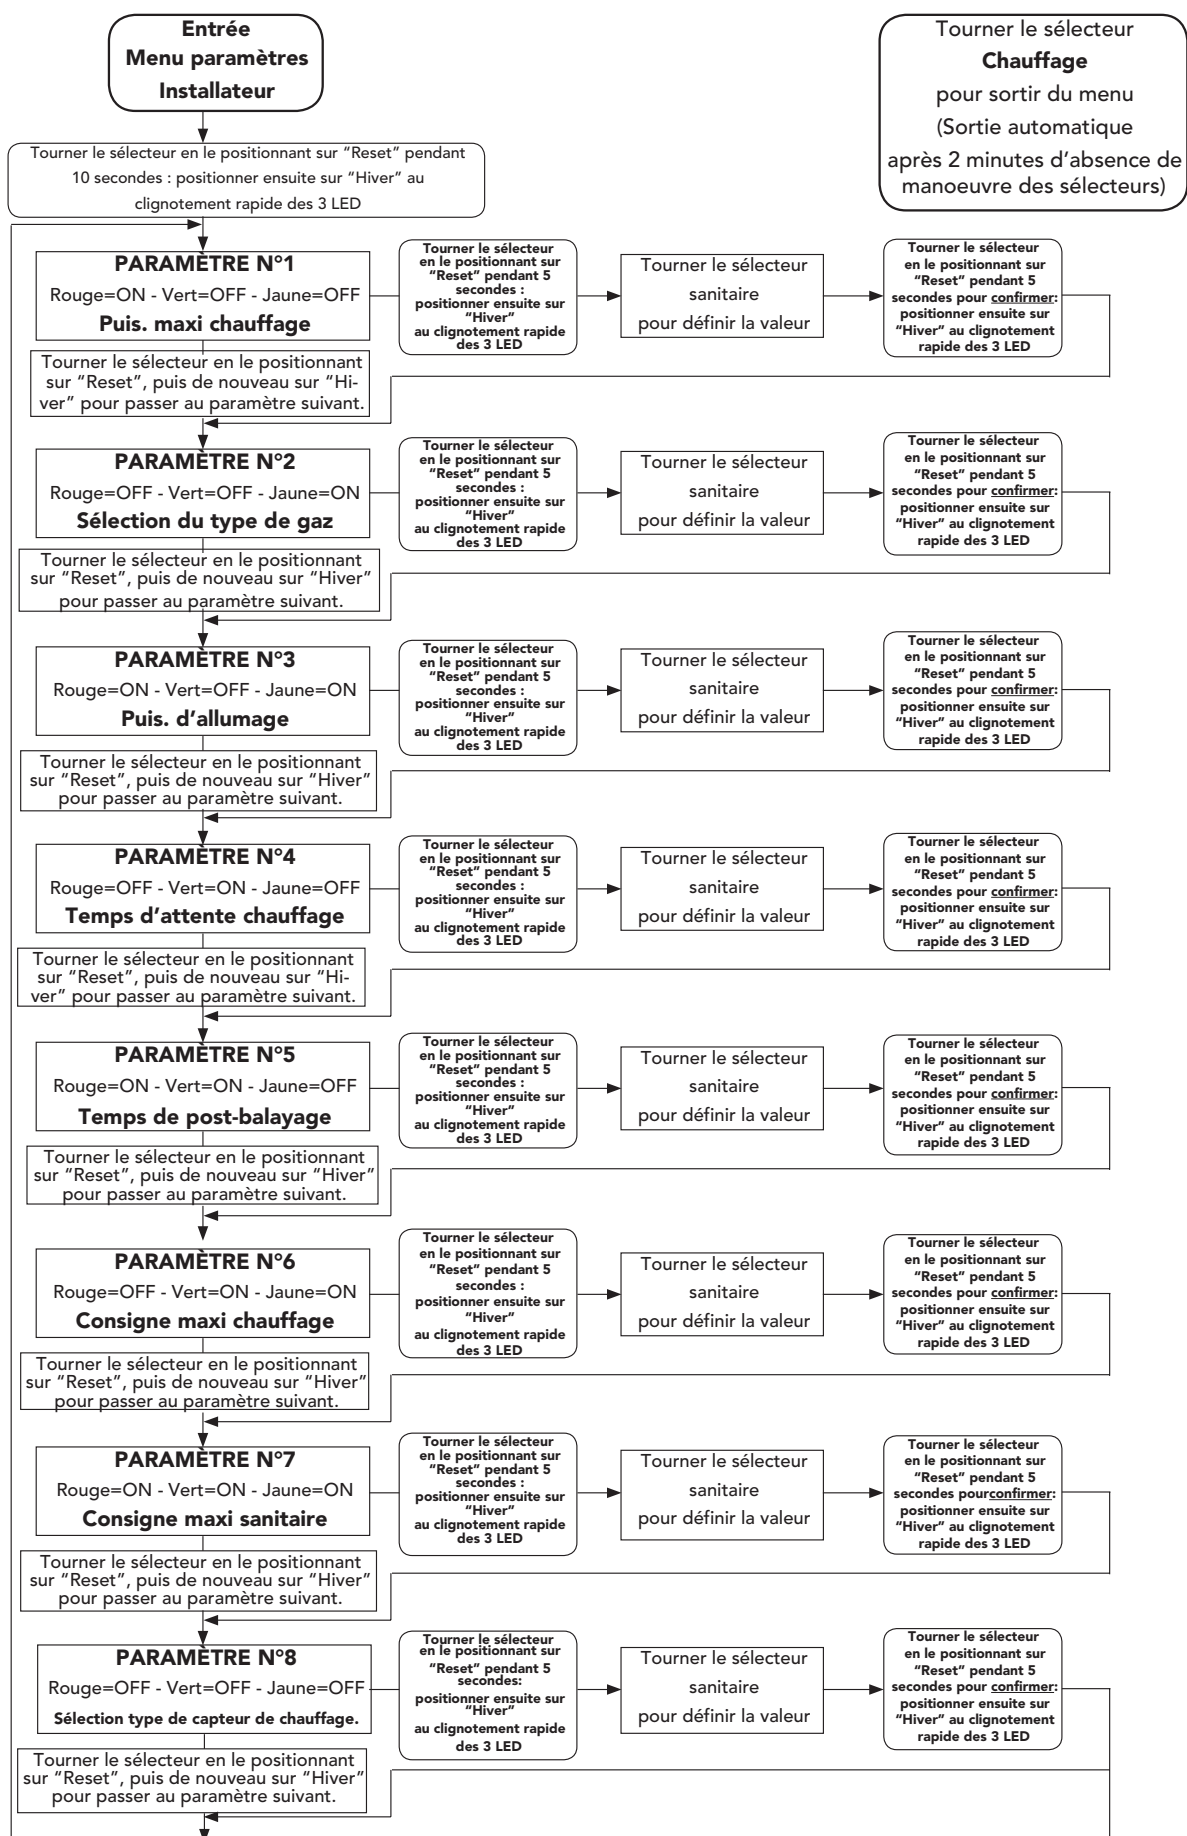 Entrée
Menu paramètres
Installateur
Tourner le sélecteur
Chauffage
pour sortir du menu
(Sortie automatique
après 2 minutes d'absence de
manoeuvre des sélecteurs)
Tourner le sélecteur en le positionnant sur "Reset" pendant
10 secondes : positionner ensuite sur "Hiver" au
clignotement rapide des 3 LED
PARAMÈTRE N°1
Rouge=ON - Vert=OFF - Jaune=OFF
Puis. maxi chauffage
Tourner le sélecteur
en le positionnant sur
"Reset" pendant 5
secondes :
positionner ensuite sur
"Hiver"
au clignotement rapide
des 3 LED
Tourner le sélecteur
sanitaire
pour définir la valeur
Tourner le sélecteur
en le positionnant sur
"Reset" pendant 5
secondes pour confirmer:
positionner ensuite sur
"Hiver" au clignotement
rapide des 3 LED
Tourner le sélecteur en le positionnant
sur "Reset", puis de nouveau sur "Hi-
ver" pour passer au paramètre suivant.
PARAMÈTRE N°2
Rouge=OFF - Vert=OFF - Jaune=ON
Sélection du type de gaz
Tourner le sélecteur
en le positionnant sur
"Reset" pendant 5
secondes :
positionner ensuite sur
"Hiver"
au clignotement rapide
des 3 LED
Tourner le sélecteur
sanitaire
pour définir la valeur
Tourner le sélecteur
en le positionnant sur
"Reset" pendant 5
secondes pour confirmer:
positionner ensuite sur
"Hiver" au clignotement
rapide des 3 LED
Tourner le sélecteur en le positionnant
sur "Reset", puis de nouveau sur "Hiver"
pour passer au paramètre suivant.
PARAMÈTRE N°3
Rouge=ON - Vert=OFF - Jaune=ON
Puis. d'allumage
Tourner le sélecteur
en le positionnant sur
"Reset" pendant 5
secondes :
positionner ensuite sur
"Hiver"
au clignotement rapide
des 3 LED
Tourner le sélecteur
sanitaire
pour définir la valeur
Tourner le sélecteur
en le positionnant sur
"Reset" pendant 5
secondes pour confirmer:
positionner ensuite sur
"Hiver" au clignotement
rapide des 3 LED
Tourner le sélecteur en le positionnant
sur "Reset", puis de nouveau sur "Hiver"
pour passer au paramètre suivant.
PARAMÈTRE N°4
Rouge=OFF - Vert=ON - Jaune=OFF
Temps d'attente chauffage
Tourner le sélecteur
en le positionnant sur
"Reset" pendant 5
secondes :
positionner ensuite sur
"Hiver"
au clignotement rapide
des 3 LED
Tourner le sélecteur
sanitaire
pour définir la valeur
Tourner le sélecteur
en le positionnant sur
"Reset" pendant 5
secondes pour confirmer:
positionner ensuite sur
"Hiver" au clignotement
rapide des 3 LED
Tourner le sélecteur en le positionnant
sur "Reset", puis de nouveau sur "Hi-
ver" pour passer au paramètre suivant.
PARAMÈTRE N°5
Rouge=ON - Vert=ON - Jaune=OFF
Temps de post-balayage
Tourner le sélecteur
en le positionnant sur
"Reset" pendant 5
secondes :
positionner ensuite sur
"Hiver"
au clignotement rapide
des 3 LED
Tourner le sélecteur
sanitaire
pour définir la valeur
Tourner le sélecteur
en le positionnant sur
"Reset" pendant 5
secondes pour confirmer:
positionner ensuite sur
"Hiver" au clignotement
rapide des 3 LED
Tourner le sélecteur en le positionnant
sur "Reset", puis de nouveau sur "Hiver"
pour passer au paramètre suivant.
PARAMÈTRE N°6
Rouge=OFF - Vert=ON - Jaune=ON
Consigne maxi chauffage
Tourner le sélecteur
en le positionnant sur
"Reset" pendant 5
secondes :
positionner ensuite sur
"Hiver"
au clignotement rapide
des 3 LED
Tourner le sélecteur
sanitaire
pour définir la valeur
Tourner le sélecteur
en le positionnant sur
"Reset" pendant 5
secondes pour confirmer:
positionner ensuite sur
"Hiver" au clignotement
rapide des 3 LED
Tourner le sélecteur en le positionnant
sur "Reset", puis de nouveau sur "Hiver"
pour passer au paramètre suivant.
PARAMÈTRE N°7
Rouge=ON - Vert=ON - Jaune=ON
Consigne maxi sanitaire
Tourner le sélecteur
en le positionnant sur
"Reset" pendant 5
secondes :
positionner ensuite sur
"Hiver"
au clignotement rapide
des 3 LED
Tourner le sélecteur
sanitaire
pour définir la valeur
Tourner le sélecteur
en le positionnant sur
"Reset" pendant 5
secondes pourconfirmer:
positionner ensuite sur
"Hiver" au clignotement
rapide des 3 LED
Tourner le sélecteur en le positionnant
sur "Reset", puis de nouveau sur "Hiver"
pour passer au paramètre suivant.
PARAMÈTRE N°8
Rouge=OFF - Vert=OFF - Jaune=OFF
Sélection type de capteur de chauffage.
Tourner le sélecteur
en le positionnant sur
"Reset" pendant 5
secondes:
positionner ensuite sur
"Hiver"
au clignotement rapide
des 3 LED
Tourner le sélecteur
sanitaire
pour définir la valeur
Tourner le sélecteur
en le positionnant sur
"Reset" pendant 5
secondes pour confirmer:
positionner ensuite sur
"Hiver" au clignotement
rapide des 3 LED
Tourner le sélecteur en le positionnant
sur "Reset", puis de nouveau sur "Hiver"
pour passer au paramètre suivant.